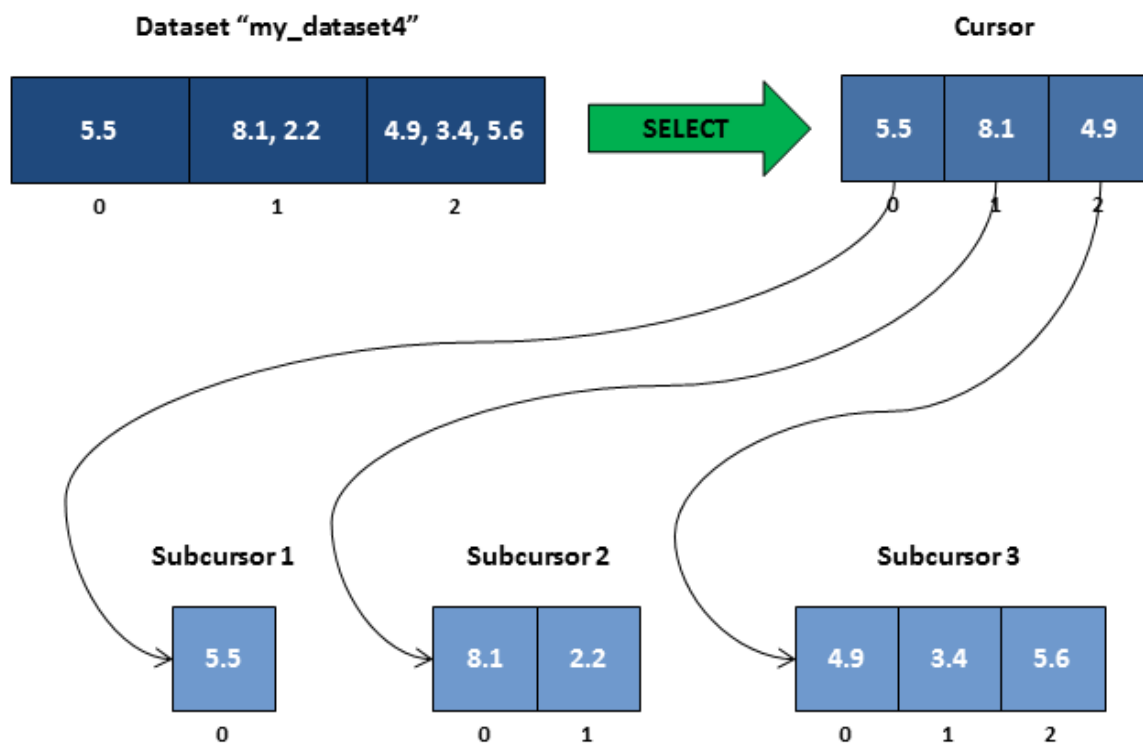 Dataset “my_dataset4”
Cursor
5.5 8.1, 2.2 4.9, 3.4, 5.6
SELECT
5.5 8.1 4.9
0 1 2
0 1 2
Subcursor 1
Subcursor 2
Subcursor 3
5.5
8.1 2.2
4.9 3.4 5.6
0
0 1
0 1 2